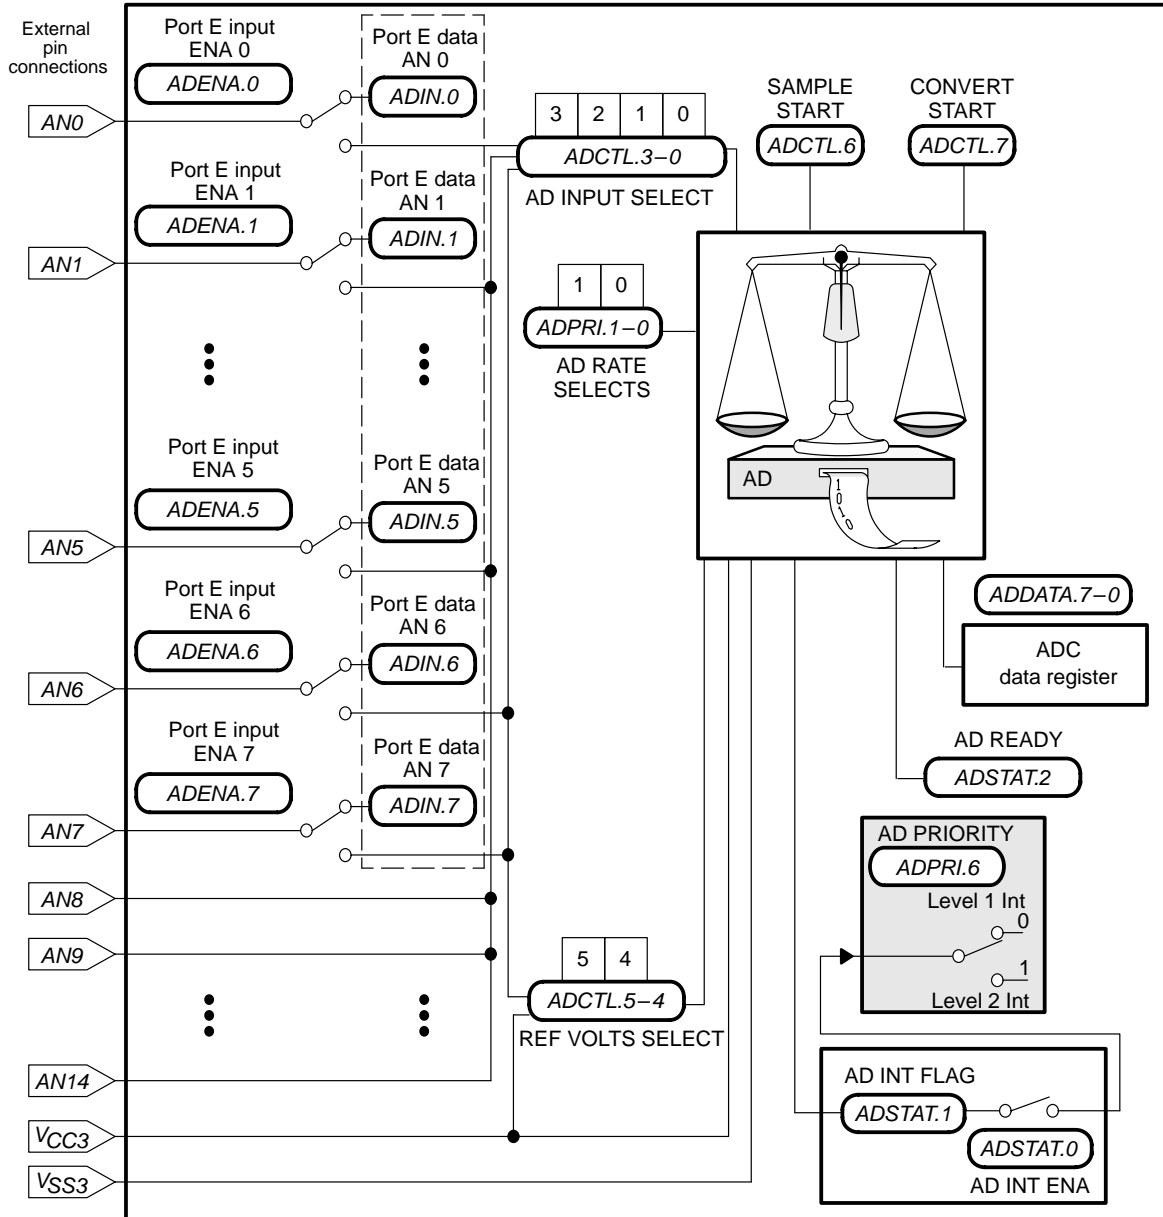 External
pin
connections
Port E input
ENA 0
ADENA.0
Port E data
AN 0
ADIN.0
AN0
3 2 1 0
ADCTL.3–0
AD INPUT SELECT
SAMPLE
START
ADCTL.6
CONVERT
START
ADCTL.7
Port E input
ENA 1
ADENA.1
Port E data
AN 1
ADIN.1
AN1
1 0
ADPRI.1–0
AD RATE
SELECTS
AD
1
0
1
0
Port E input
ENA 5
ADENA.5
Port E data
AN 5
ADIN.5
AN5
Port E input
ENA 6
ADENA.6
Port E data
AN 6
ADIN.6
AN6
ADDATA.7–0
ADC
data register
Port E input
ENA 7
ADENA.7
Port E data
AN 7
ADIN.7
AN7
AD READY
ADSTAT.2
AD PRIORITY
ADPRI.6
Level 1 Int
0
1
Level 2 Int
AN8
AN9
5 4
ADCTL.5–4
REF VOLTS SELECT
AN14
VCC3
VSS3
AD INT FLAG
ADSTAT.1
ADSTAT.0
AD INT ENA